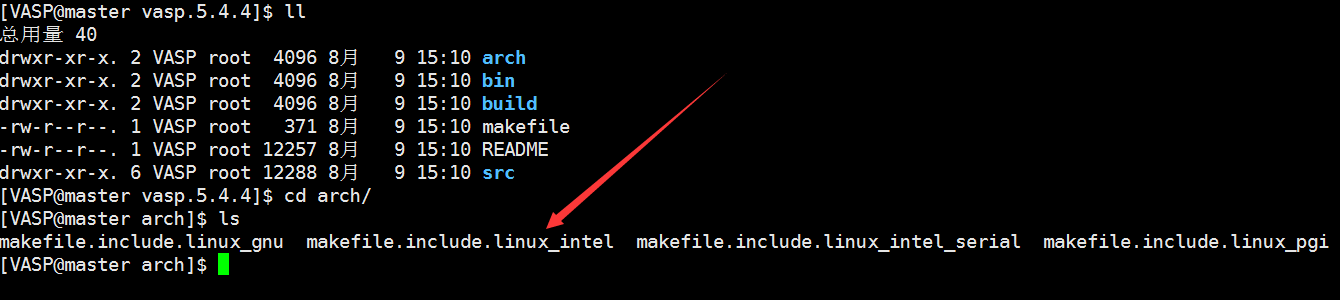 [VASP@master vasp.5.4.4]$ ll
总用量 40
drwxr-xr-x. 2 VASP root  4096 8月   9 15:10 arch
drwxr-xr-x. 2 VASP root  4096 8月   9 15:10 bin
drwxr-xr-x. 2 VASP root  4096 8月   9 15:10 build
-rw-r--r--. 1 VASP root   371 8月   9 15:10 makefile
-rw-r--r--. 1 VASP root 12257 8月   9 15:10 README
drwxr-xr-x. 6 VASP root 12288 8月   9 15:10 src
[VASP@master vasp.5.4.4]$ cd arch/
[VASP@master arch]$ ls
makefile.include.linux_gnu  makefile.include.linux_intel  makefile.include.linux_intel_serial  makefile.include.linux_pgi
[VASP@master arch]$